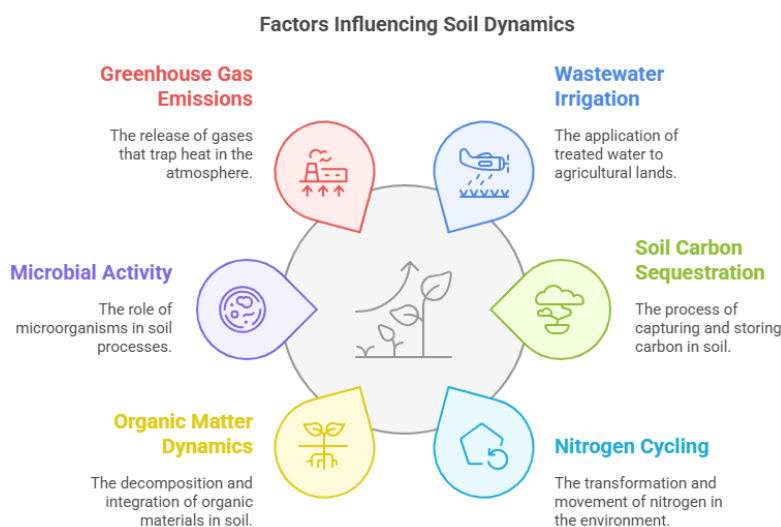 Factors Influencing Soil Dynamics
Greenhouse Gas
Emissions
The release of gases
that trap heat in the
atmosphere.
Wastewater
Irrigation
The application of
treated water to
agricultural lands.
Microbial Activity
The role of
microorganisms in soil
processes.
Soil Carbon
Sequestration
The process of
capturing and storing
carbon in soil.
Organic Matter
Dynamics
The decomposition and
integration of organic
materials in soil.
Nitrogen Cycling
The transformation and
movement of nitrogen in
the environment.